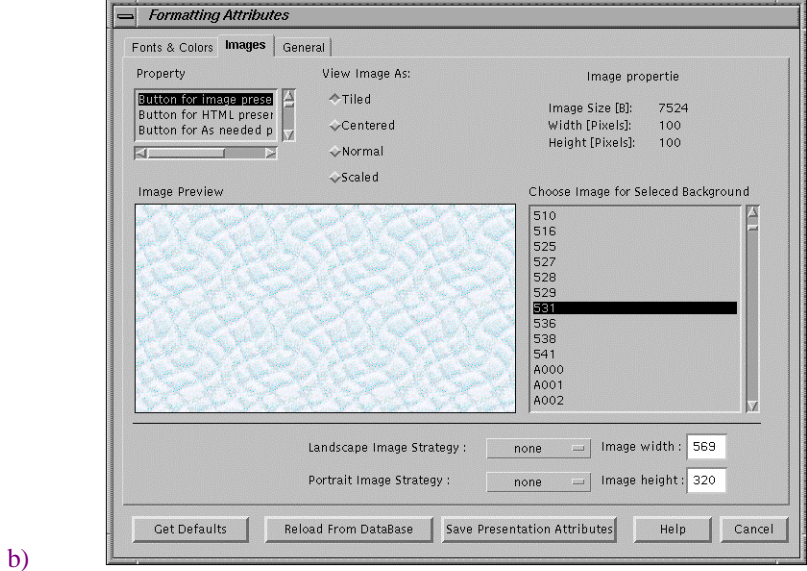 Formatting Attributes
Fonts & Colors Images General
Property
Button for image prese
Button for HTML preser
Button for As needed p
View Image As:
Tiled
Centered
Normal
Scaled
Image propertie
Image Size [B]: 7524
Width [Pixels]: 100
Height [Pixels]: 100
Image Preview
Choose Image for Seleced Background
510
516
525
527
528
529
531
536
538
541
A000
A001
A002
Landscape Image Strategy : none Image width : 569
Portrait Image Strategy : none Image height : 320
Get Defaults Reload From DataBase Save Presentation Attributes Help Cancel
b)